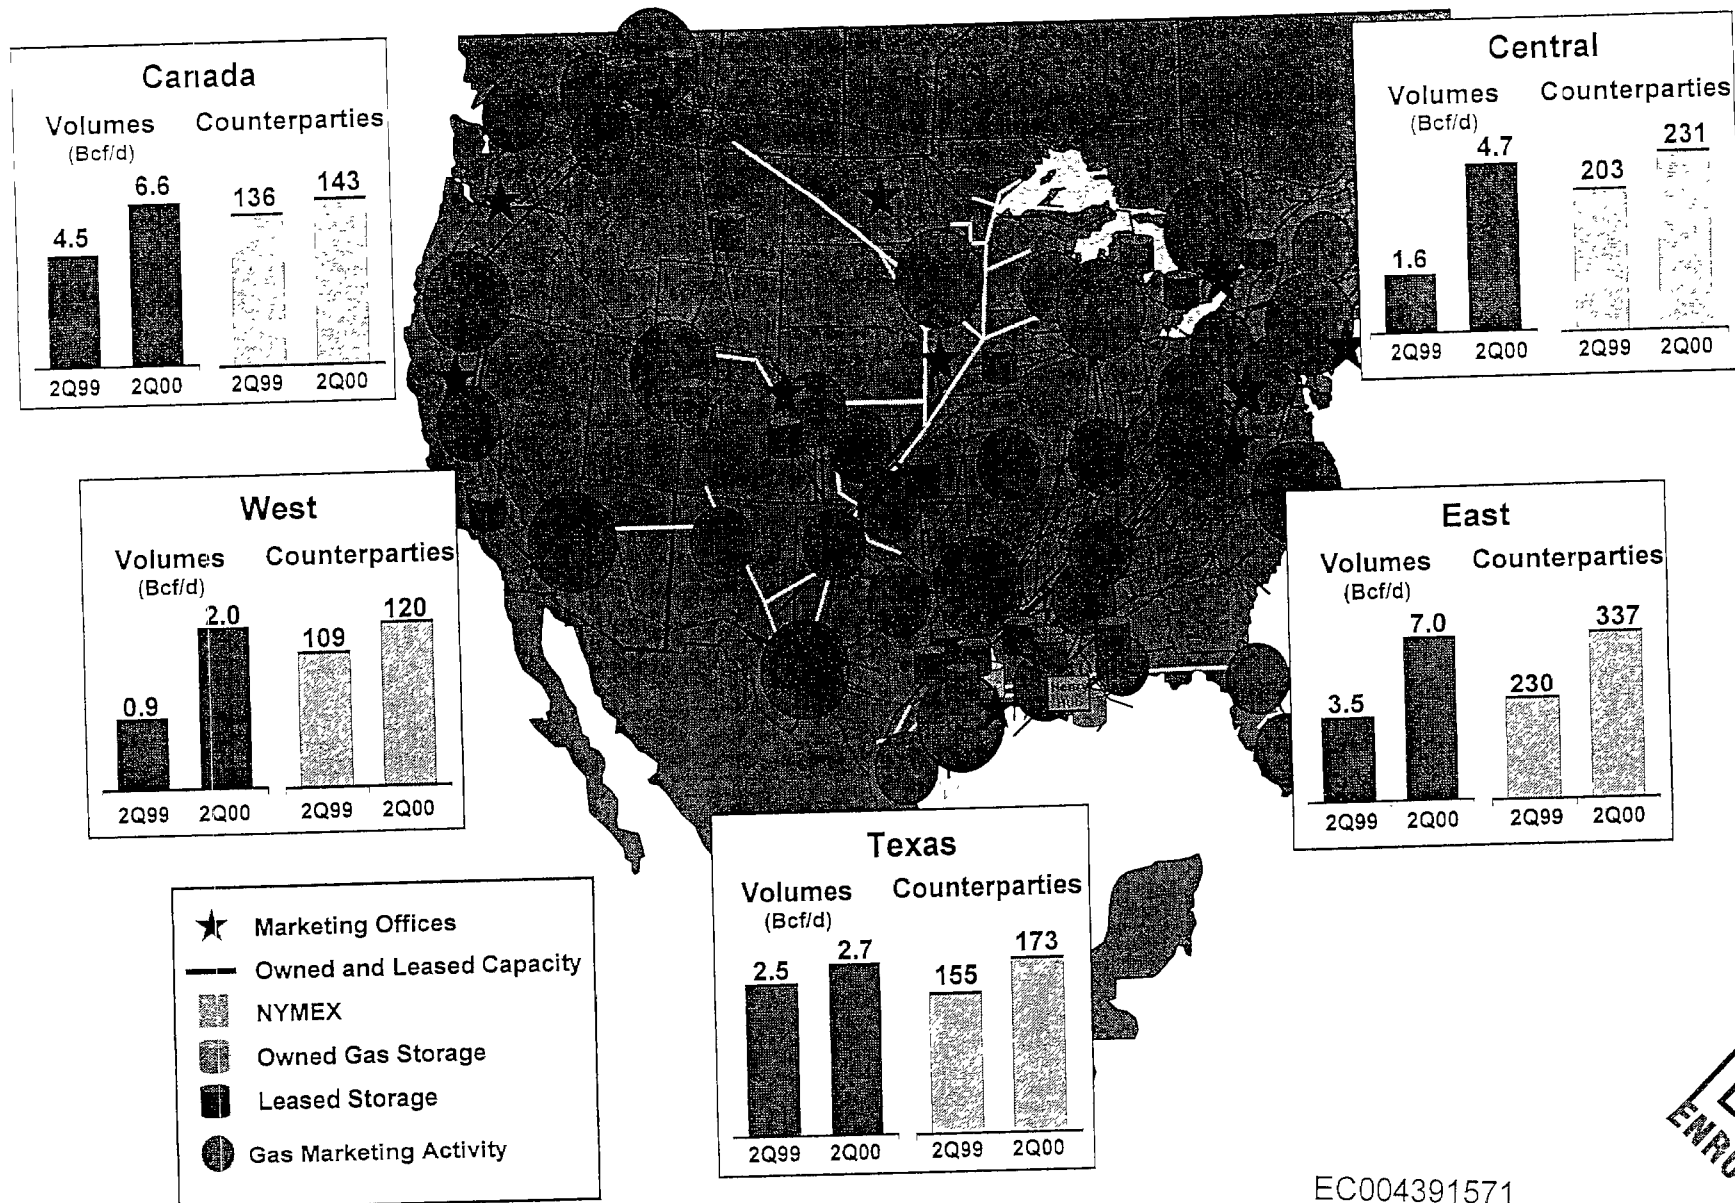 Canada
Volumes Counterparties
(Bcf/d)
4.5 6.6 136 143
2Q99 2Q00 2Q99 2Q00
Central
Volumes Counterparties
(Bcf/d)
1.6 4.7 203 231
2Q99 2Q00 2Q99 2Q00
West
Volumes Counterparties
(Bcf/d)
0.9 2.0 109 120
2Q99 2Q00 2Q99 2Q00
East
Volumes Counterparties
(Bcf/d)
3.5 7.0 230 337
2Q99 2Q00 2Q99 2Q00
Texas
Volumes Counterparties
(Bcf/d)
2.5 2.7 155 173
2Q99 2Q00 2Q99 2Q00
Marketing Offices
Owned and Leased Capacity
NYMEX
Owned Gas Storage
Leased Storage
Gas Marketing Activity
EC004391571